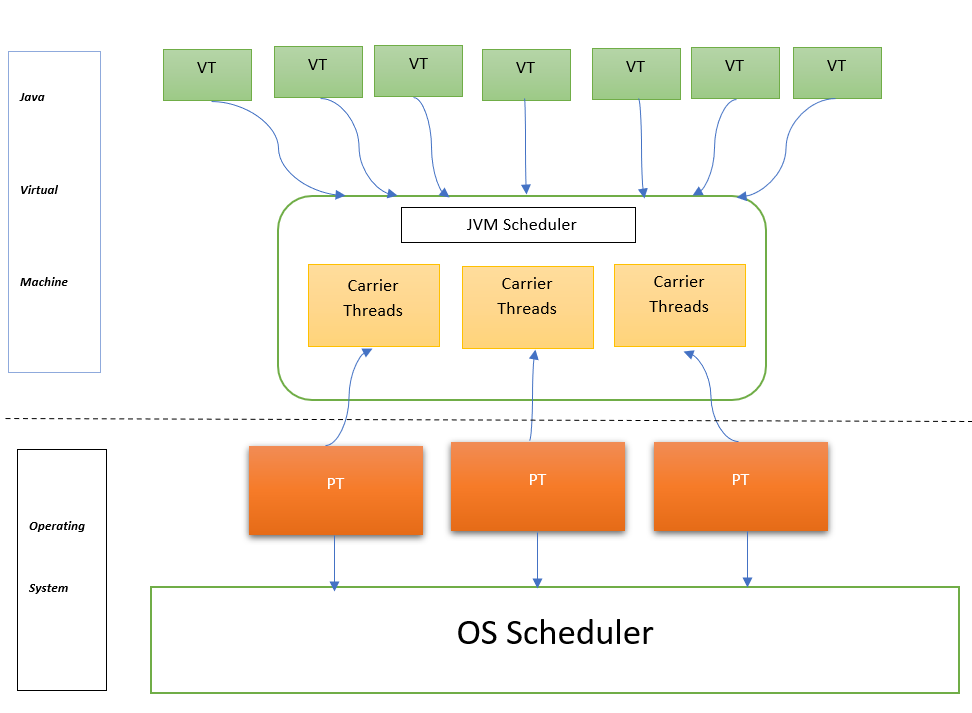 VT
VT
VT
VT
VT
VT
VT
Java
Virtual
Machine
JVM Scheduler
Carrier
Threads
Carrier
Threads
Carrier
Threads
PT
PT
PT
Operating
System
OS Scheduler